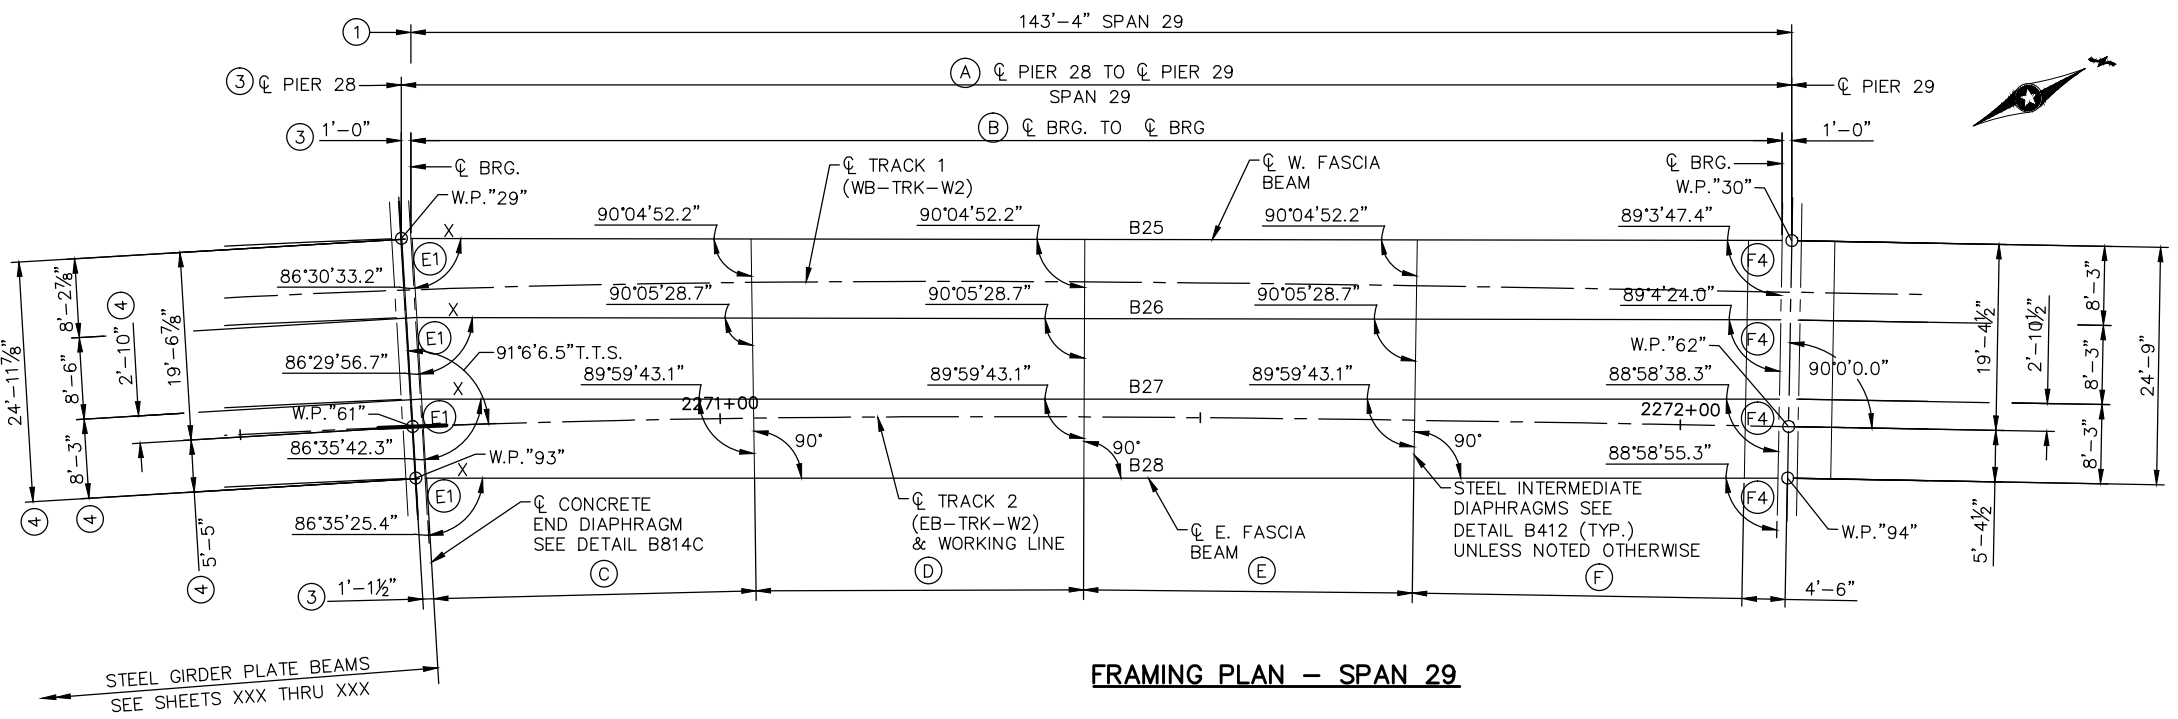 143'-4" SPAN 29
1
A ℄ PIER 28 TO ℄ PIER 29
SPAN 29
3 ℄ PIER 28
℄ PIER 29
B ℄ BRG. TO ℄ BRG
3 1'-0"
1'-0"
℄ BRG.
W.P."29"
℄ TRACK 1
(WB-TRK-W2)
℄ W. FASCIA
BEAM
℄ BRG.
W.P."30"
90°04'52.2"
90°04'52.2"
90°04'52.2"
89°3'47.4"
X
B25
E1
F4
86°30'33.2"
90°05'28.7"
90°05'28.7"
90°05'28.7"
89°4'24.0"
X
B26
E1
F4
86°29'56.7"
91°6'6.5"T.T.S.
W.P."62"
90°0'0.0"
89°59'43.1"
89°59'43.1"
89°59'43.1"
88°58'38.3"
X
B27
2271+00
2272+00
W.P."61"
E1
F4
86°35'42.3"
90°
90°
90°
W.P."93"
X
B28
88°58'55.3"
E1
F4
86°35'25.4"
℄ CONCRETE
END DIAPHRAGM
SEE DETAIL B814C
℄ TRACK 2
(EB-TRK-W2)
& WORKING LINE
℄ E. FASCIA
BEAM
STEEL INTERMEDIATE
DIAPHRAGMS SEE
DETAIL B412 (TYP.)
UNLESS NOTED OTHERWISE
W.P."94"
C
D
E
F
3 1'-1½"
4'-6"
24'-11⅞"
4
8'-2⅞"
8'-6"
8'-3"
4
2'-10"
4
19'-6⅞"
5'-5"
4
19'-4½"
5'-4½"
2'-10½"
8'-3"
8'-3"
8'-3"
24'-9"
STEEL GIRDER PLATE BEAMS
SEE SHEETS XXX THRU XXX
FRAMING PLAN - SPAN 29